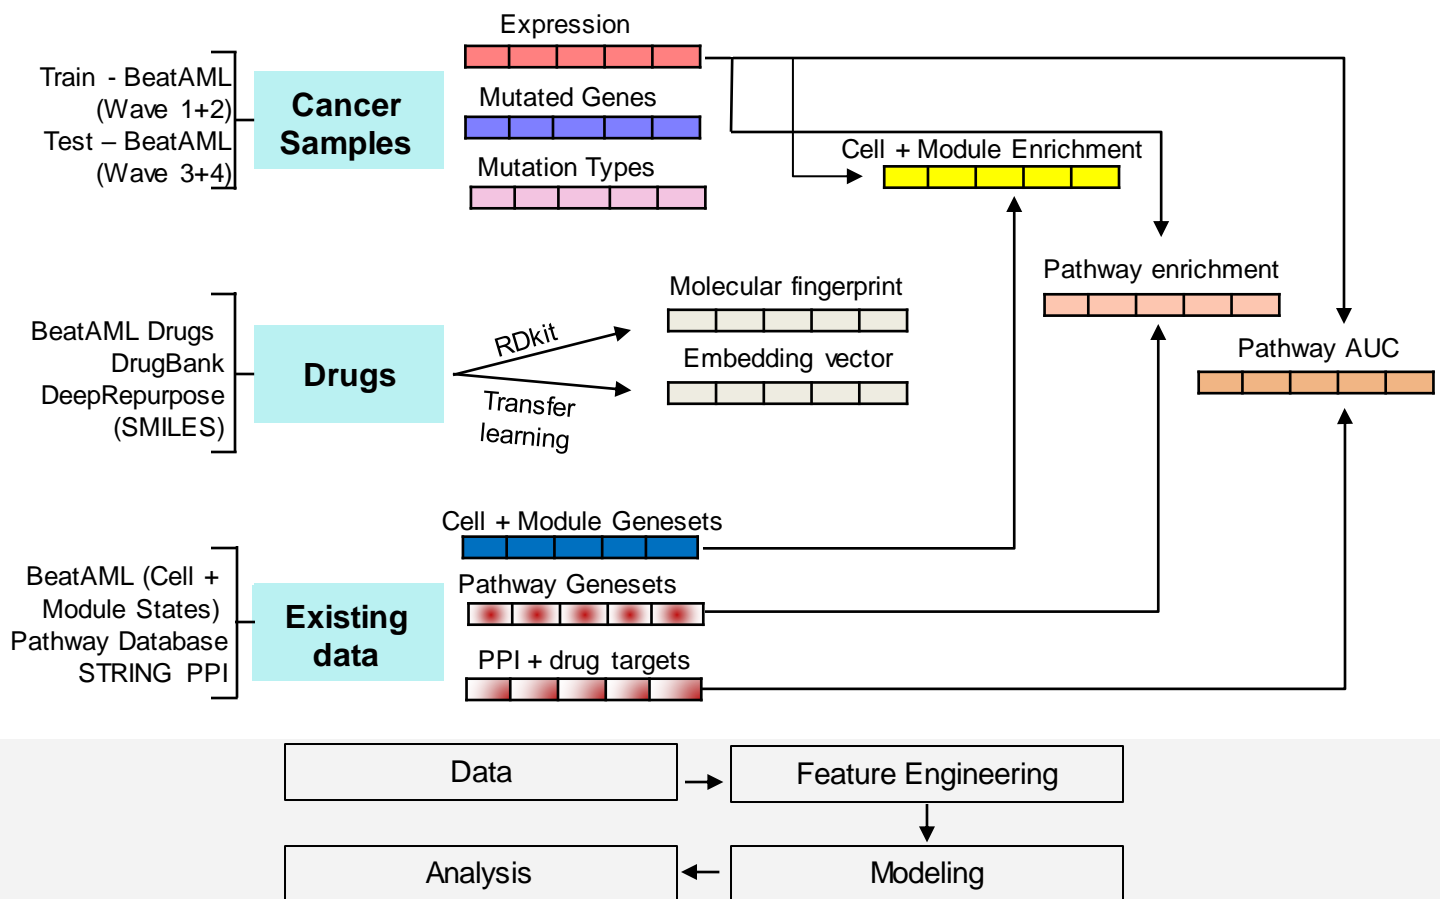 Expression
Train - BeatAML
(Wave 1+2)
Test – BeatAML
(Wave 3+4)
Cancer
Samples
Mutated Genes
Mutation Types
Cell + Module Enrichment
Pathway enrichment
Pathway AUC
BeatAML Drugs
DrugBank
DeepRepurpose
(SMILES)
Drugs
RDkit
Transfer
learning
Molecular fingerprint
Embedding vector
BeatAML (Cell +
Module States)
Pathway Database
STRING PPI
Existing
data
Cell + Module Genesets
Pathway Genesets
PPI + drug targets
Data
Feature Engineering
Analysis
Modeling